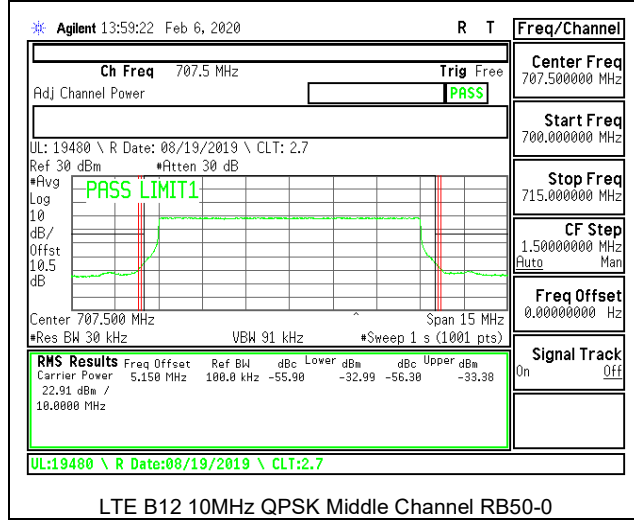 Agilent 13:59:22 Feb 6, 2020 R T Freq/Channel
Ch Freq 707.5 MHz Trig Free
Adj Channel Power PASS
UL: 19480 \ R Date: 08/19/2019 \ CLT: 2.7
Ref 30 dBm #Atten 30 dB
#Avg
Log
10
dB/
Offst
10.5
dB
PASS LIMIT1
Center 707.500 MHz Span 15 MHz
#Res BW 30 kHz VBW 91 kHz #Sweep 1 s (1001 pts)
RMS Results Freq Offset Ref BW dBc Lower dBm dBc Upper dBm
Carrier Power 5.150 MHz 100.0 kHz -55.90 -32.99 -56.30 -33.38
22.91 dBm /
10.0000 MHz
UL:19480 \ R Date:08/19/2019 \ CLT:2.7
Center Freq
707.500000 MHz
Start Freq
700.000000 MHz
Stop Freq
715.000000 MHz
CF Step
1.50000000 MHz
Auto Man
Freq Offset
0.00000000 Hz
Signal Track
On Off
LTE B12 10MHz QPSK Middle Channel RB50-0